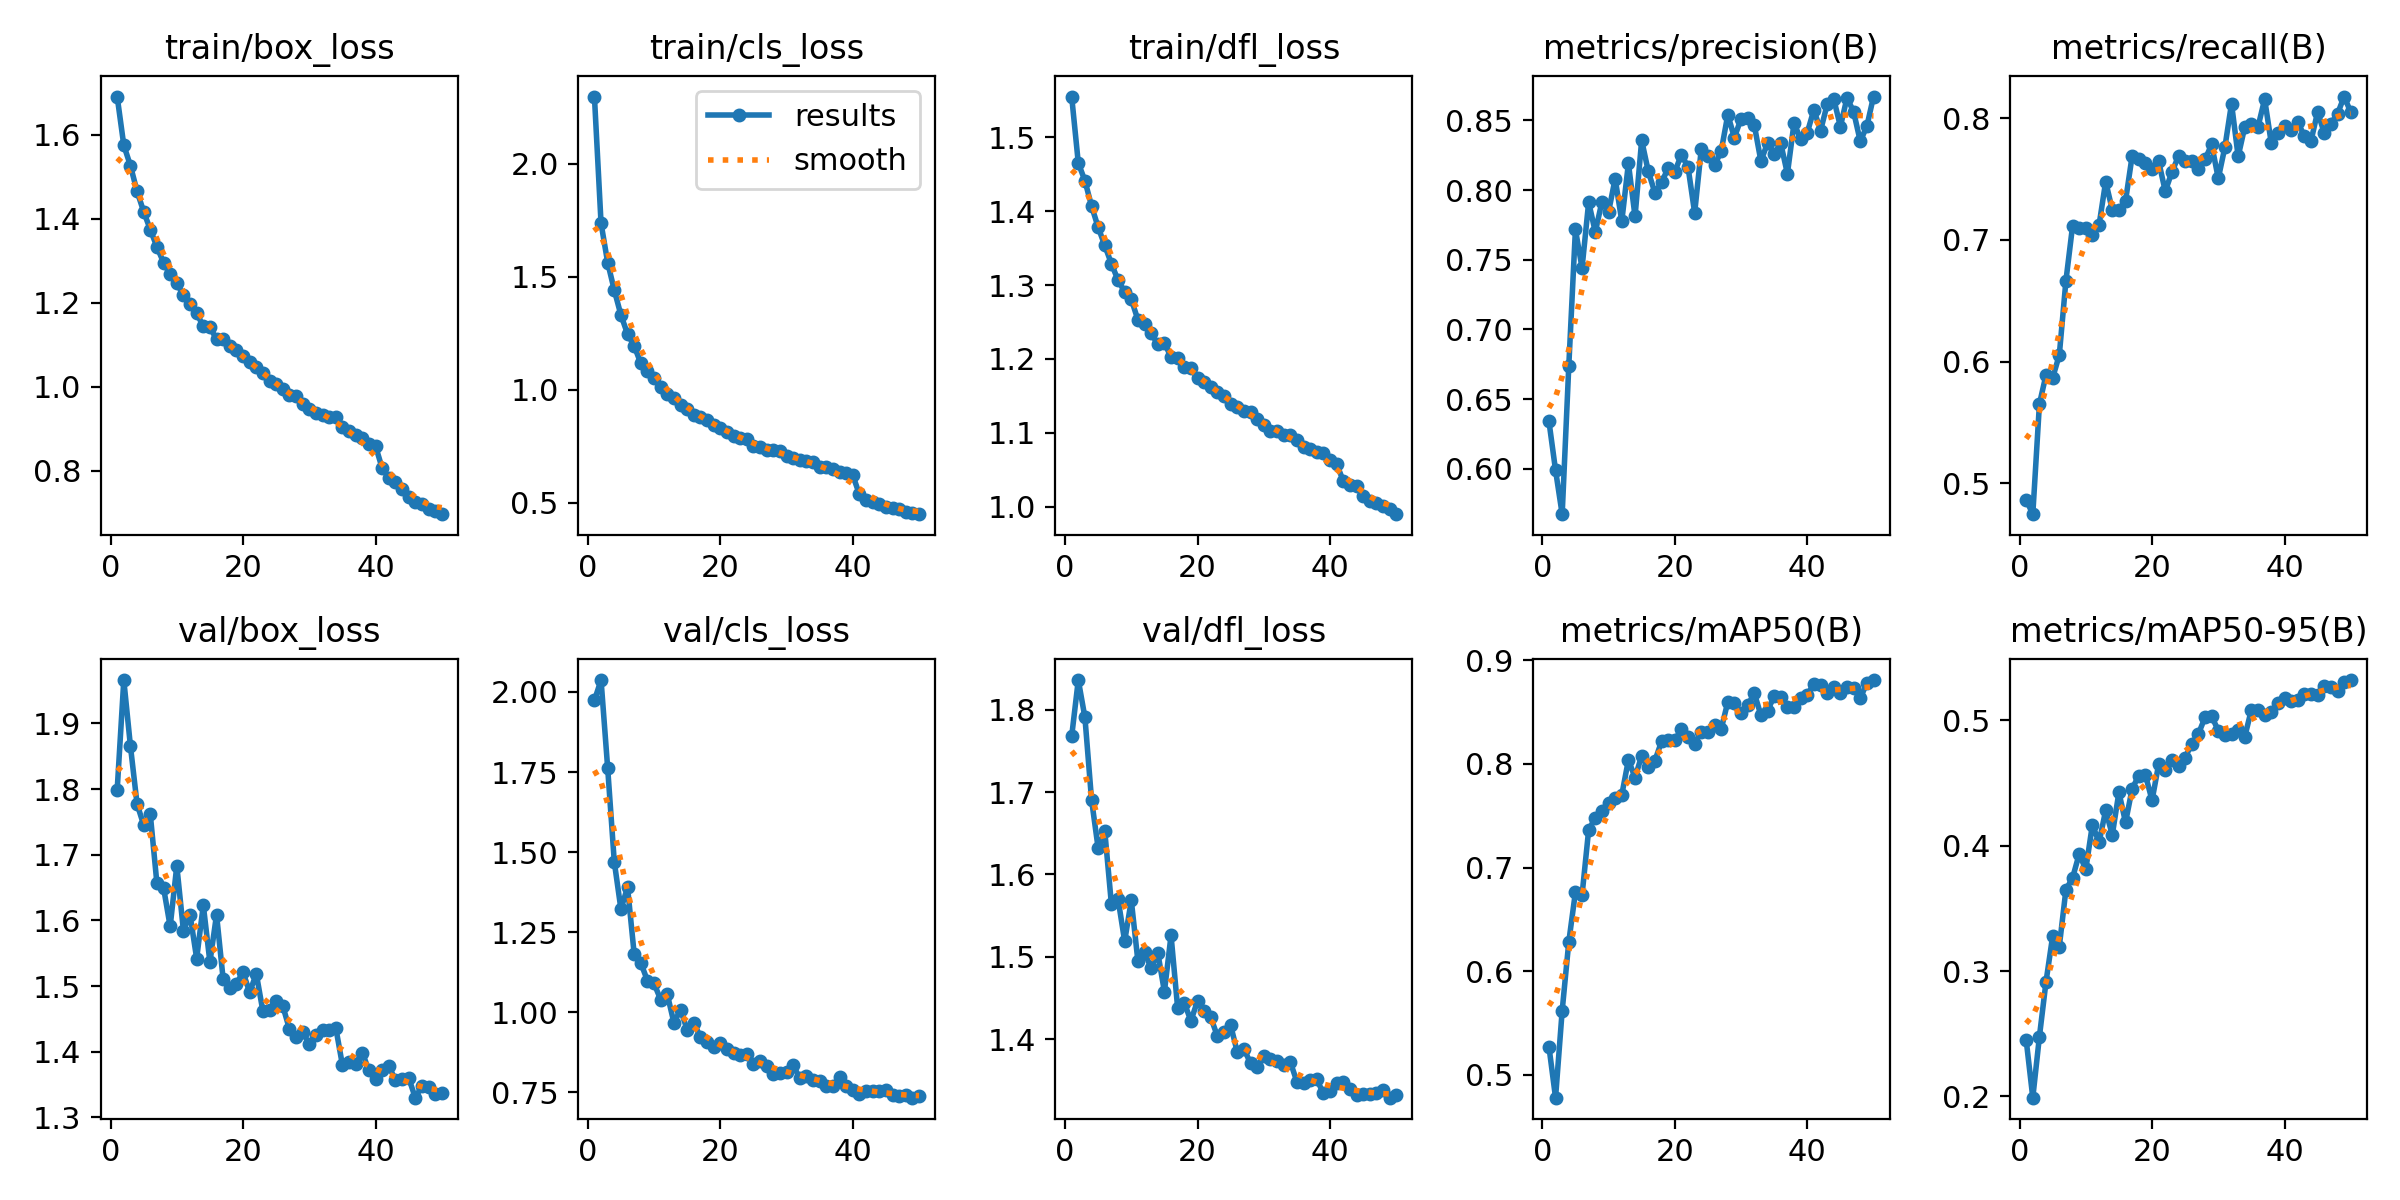 train/box_loss
1.6
1.4
1.2
1.0
0.8
0 20 40
train/cls_loss
results
smooth
2.0
1.5
1.0
0.5
0 20 40
train/dfl_loss
1.5
1.4
1.3
1.2
1.1
1.0
0 20 40
metrics/precision(B)
0.85
0.80
0.75
0.70
0.65
0.60
0 20 40
metrics/recall(B)
0.8
0.7
0.6
0.5
0 20 40
val/box_loss
1.9
1.8
1.7
1.6
1.5
1.4
1.3
0 20 40
val/cls_loss
2.00
1.75
1.50
1.25
1.00
0.75
0 20 40
val/dfl_loss
1.8
1.7
1.6
1.5
1.4
0 20 40
metrics/mAP50(B)
0.9
0.8
0.7
0.6
0.5
0 20 40
metrics/mAP50-95(B)
0.5
0.4
0.3
0.2
0 20 40